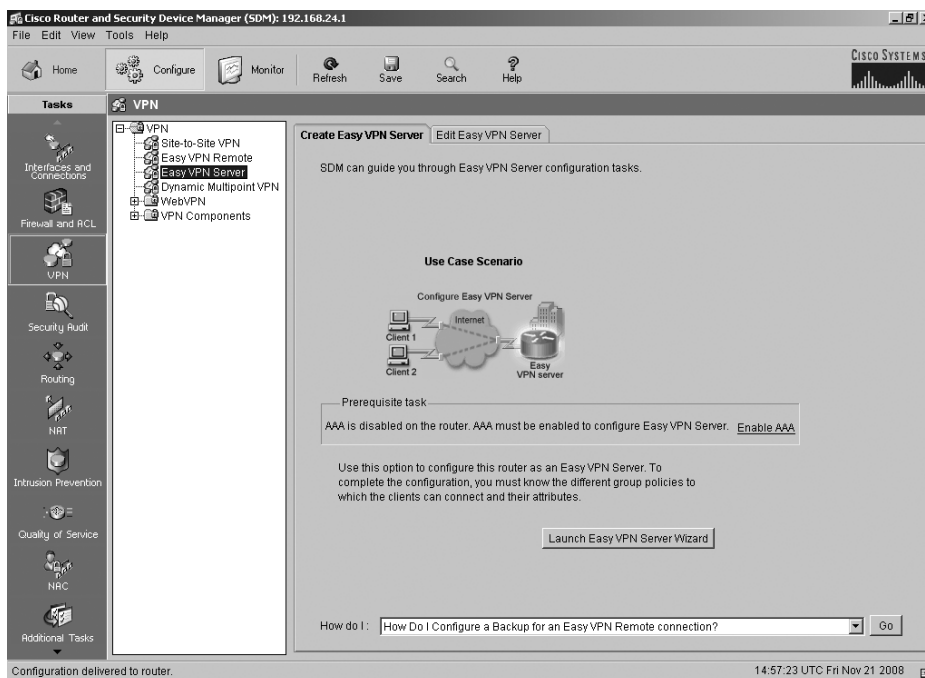 Cisco Router and Security Device Manager (SDM): 192.168.24.1
File Edit View Tools Help
Home Configure Monitor Refresh Save Search Help
CISCO SYSTEMS
Tasks
VPN
Interfaces and Connections
Firewall and ACL
VPN
Security Audit
Routing
NAT
Intrusion Prevention
Quality of Service
NAC
Additional Tasks
VPN
Site-to-Site VPN
Easy VPN Remote
Easy VPN Server
Dynamic Multipoint VPN
WebVPN
VPN Components
Create Easy VPN Server Edit Easy VPN Server
SDM can guide you through Easy VPN Server configuration tasks.
Use Case Scenario
Configure Easy VPN Server
Internet
Client 1
Client 2
Easy VPN server
Prerequisite task
AAA is disabled on the router. AAA must be enabled to configure Easy VPN Server. Enable AAA
Use this option to configure this router as an Easy VPN Server. To
complete the configuration, you must know the different group policies to
which the clients can connect and their attributes.
Launch Easy VPN Server Wizard
How do I : How Do I Configure a Backup for an Easy VPN Remote connection? Go
Configuration delivered to router.
14:57:23 UTC Fri Nov 21 2008